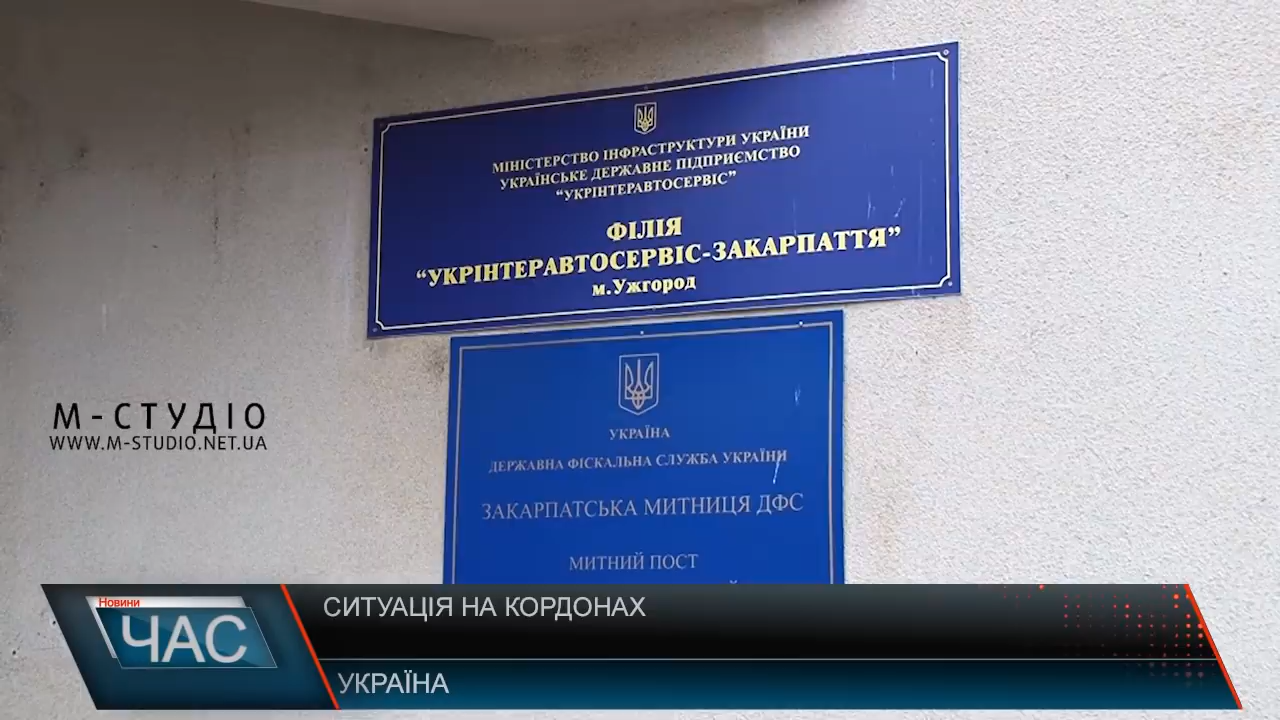 МІНІСТЕРСТВО ІНФРАСТРУКТУРИ УКРАЇНИ
УКРАЇНСЬКЕ ДЕРЖАВНЕ ПІДПРИЄМСТВО
“УКРІНТЕРАВТОСЕРВІС”
ФІЛІЯ
“УКРІНТЕРАВТОСЕРВІС-ЗАКАРПАТТЯ”
м.Ужгород
УКРАЇНА
ДЕРЖАВНА ФІСКАЛЬНА СЛУЖБА УКРАЇНИ
ЗАКАРПАТСЬКА МИТНИЦЯ ДФС
МИТНИЙ ПОСТ
М-СТУДІО
WWW.M-STUDIO.NET.UA
Новини
ЧАС
СИТУАЦІЯ НА КОРДОНАХ
УКРАЇНА